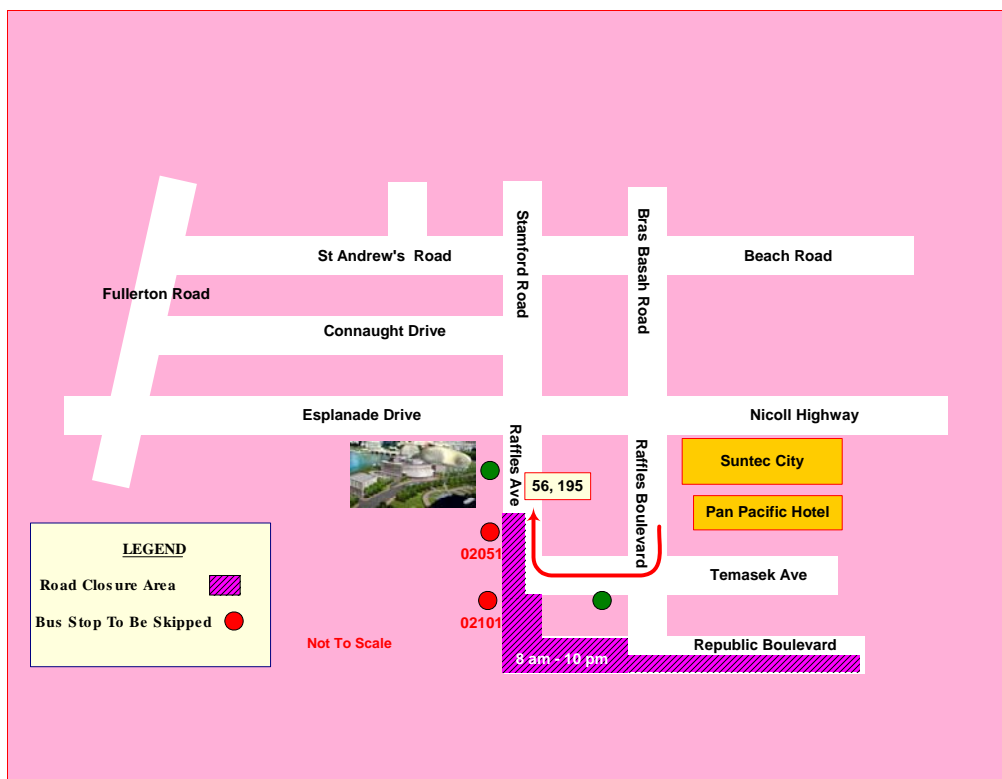 St Andrew's  Road
Stamford Road
Bras Basah Road
Beach Road
Fullerton Road
Connaught Drive
Esplanade Drive
Nicoll Highway
Raffles Ave
Raffles Boulevard
Suntec City
56, 195
Pan Pacific Hotel
02051
LEGEND
Road Closure Area
Bus Stop To Be Skipped
Temasek Ave
02101
Not To Scale
Republic Boulevard
8 am - 10 pm